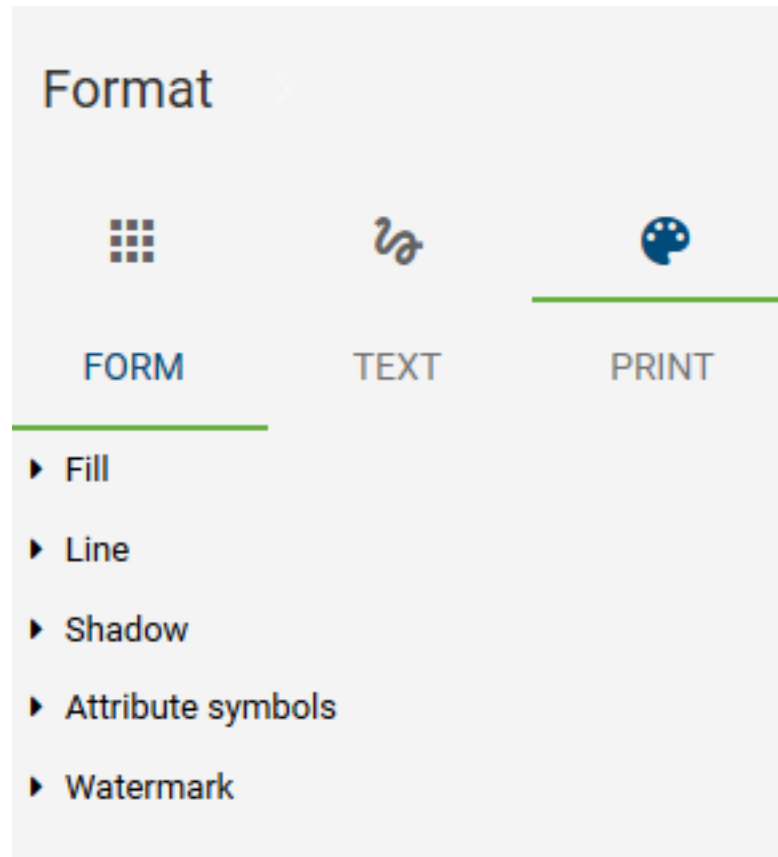 Format
FORM TEXT PRINT
Fill
Line
Shadow
Attribute symbols
Watermark